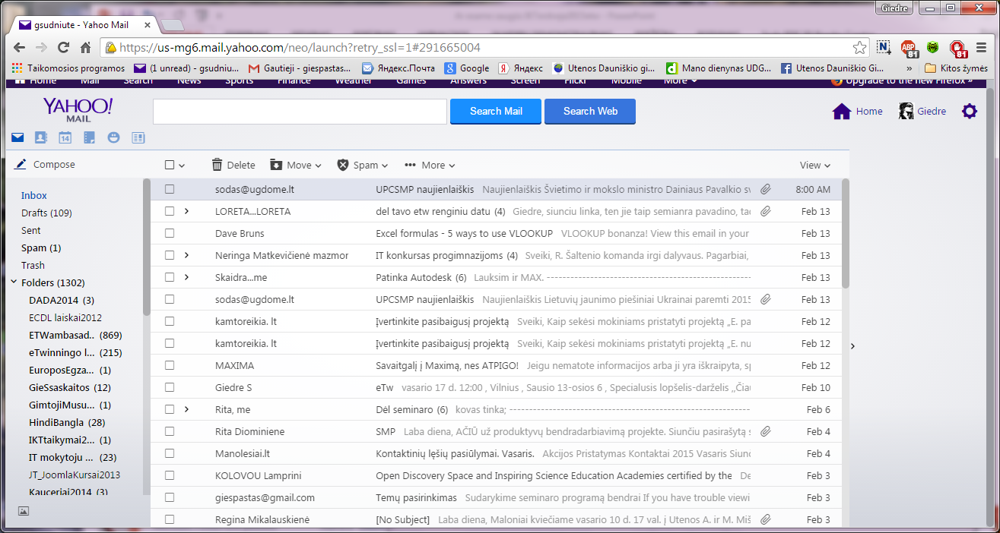 Giedre
gsudniute - Yahoo Mail
https://us-mg6.mail.yahoo.com/neo/launch?retry_ssl=1#291665004
81 81
Taikomosios programos (1 unread) - gsudniu... Gautieji - giespastas... Яндекс.Почта Google Яндекс Utenos Dauniškio gi... Mano dienynas UDG... Utenos Dauniškio Gi... » Kitos žymės
Home Mail Search News Sports Finance Weather Games Answers Screen Flickr Mobile More Upgrade to the new Firefox »
YAHOO! MAIL
Search Mail Search Web
Home Giedre
14
Compose
Delete Move Spam More View
Inbox
Drafts (109)
Sent
Spam (1)
Trash
Folders (1302)
DADA2014 (3)
ECDL laiskai2012
ETWambasad.. (869)
eTwinningo l... (215)
EuroposEgza... (1)
GieSsaskaitos (12)
GimtojiMusu... (1)
HindiBangla (28)
IKTtaikymai2... (1)
IT mokytoju ... (23)
JT_JoomlaKursai2013
Kauceriai2014 (3)
sodas@ugdome.lt UPCSMP naujienlaiškis Naujienlaiškis Švietimo ir mokslo ministro Dainiaus Pavalkio sv 8:00 AM
LORETA...LORETA del tavo etw renginiu datu (4) Giedre, siunciu linka, ten jie taip semianra pavadino, tac Feb 13
Dave Bruns Excel formulas - 5 ways to use VLOOKUP VLOOKUP bonanza! View this email in your Feb 13
Neringa Matkevičienė mazmor IT konkursas progimnazijoms (4) Sveiki, R. Šaltenio komanda irgi dalyvaus. Pagarbiai, Feb 13
Skaidra...me Patinka Autodesk (6) Lauksim ir MAX. ---------------------------------------------------- Feb 13
sodas@ugdome.lt UPCSMP naujienlaiškis Naujienlaiškis Lietuvių jaunimo piešiniai Ukrainai paremti 2015 Feb 13
kamtoreikia. lt Įvertinkite pasibaigusį projektą Sveiki, Kaip sekėsi mokiniams pristatyti projektą „E. pa Feb 12
kamtoreikia. lt Įvertinkite pasibaigusį projektą Sveiki, Kaip sekėsi mokiniams pristatyti projektą „E. nu Feb 12
MAXIMA Savaitgalį į Maximą, nes ATPIGO! Jeigu nematote informacijos arba ji yra iškraipyta, sp Feb 12
Giedre S eTw vasario 17 d. 12:00 , Vilnius , Sausio 13-osios 6 , Specialusis lopšelis-darželis „Čiau Feb 10
Rita, me Dėl seminaro (6) kovas tinka; ------------------------------------------------------------ Feb 6
Rita Diominiene SMP Laba diena, AČIŪ už produktyvų bendradarbiavimą projekte. Siunčiu pasirašytą s Feb 4
Manolesiai.lt Kontaktinių lęšių pasiūlymai. Vasaris. Akcijos Pristatymas Kontaktai 2015 Vasaris Siunc Feb 4
KOLOVOU Lamprini Open Discovery Space and Inspiring Science Education Academies certified by the De Feb 3
giespastas@gmail.com Temų pasirinkimas Sudarykime seminaro programą bendrai If you have trouble viewi Feb 3
Regina Mikalauskienė [No Subject] Laba diena, Maloniai kviečiame vasario 10 d. 17 val. į Utenos A. ir M. Miš Feb 3